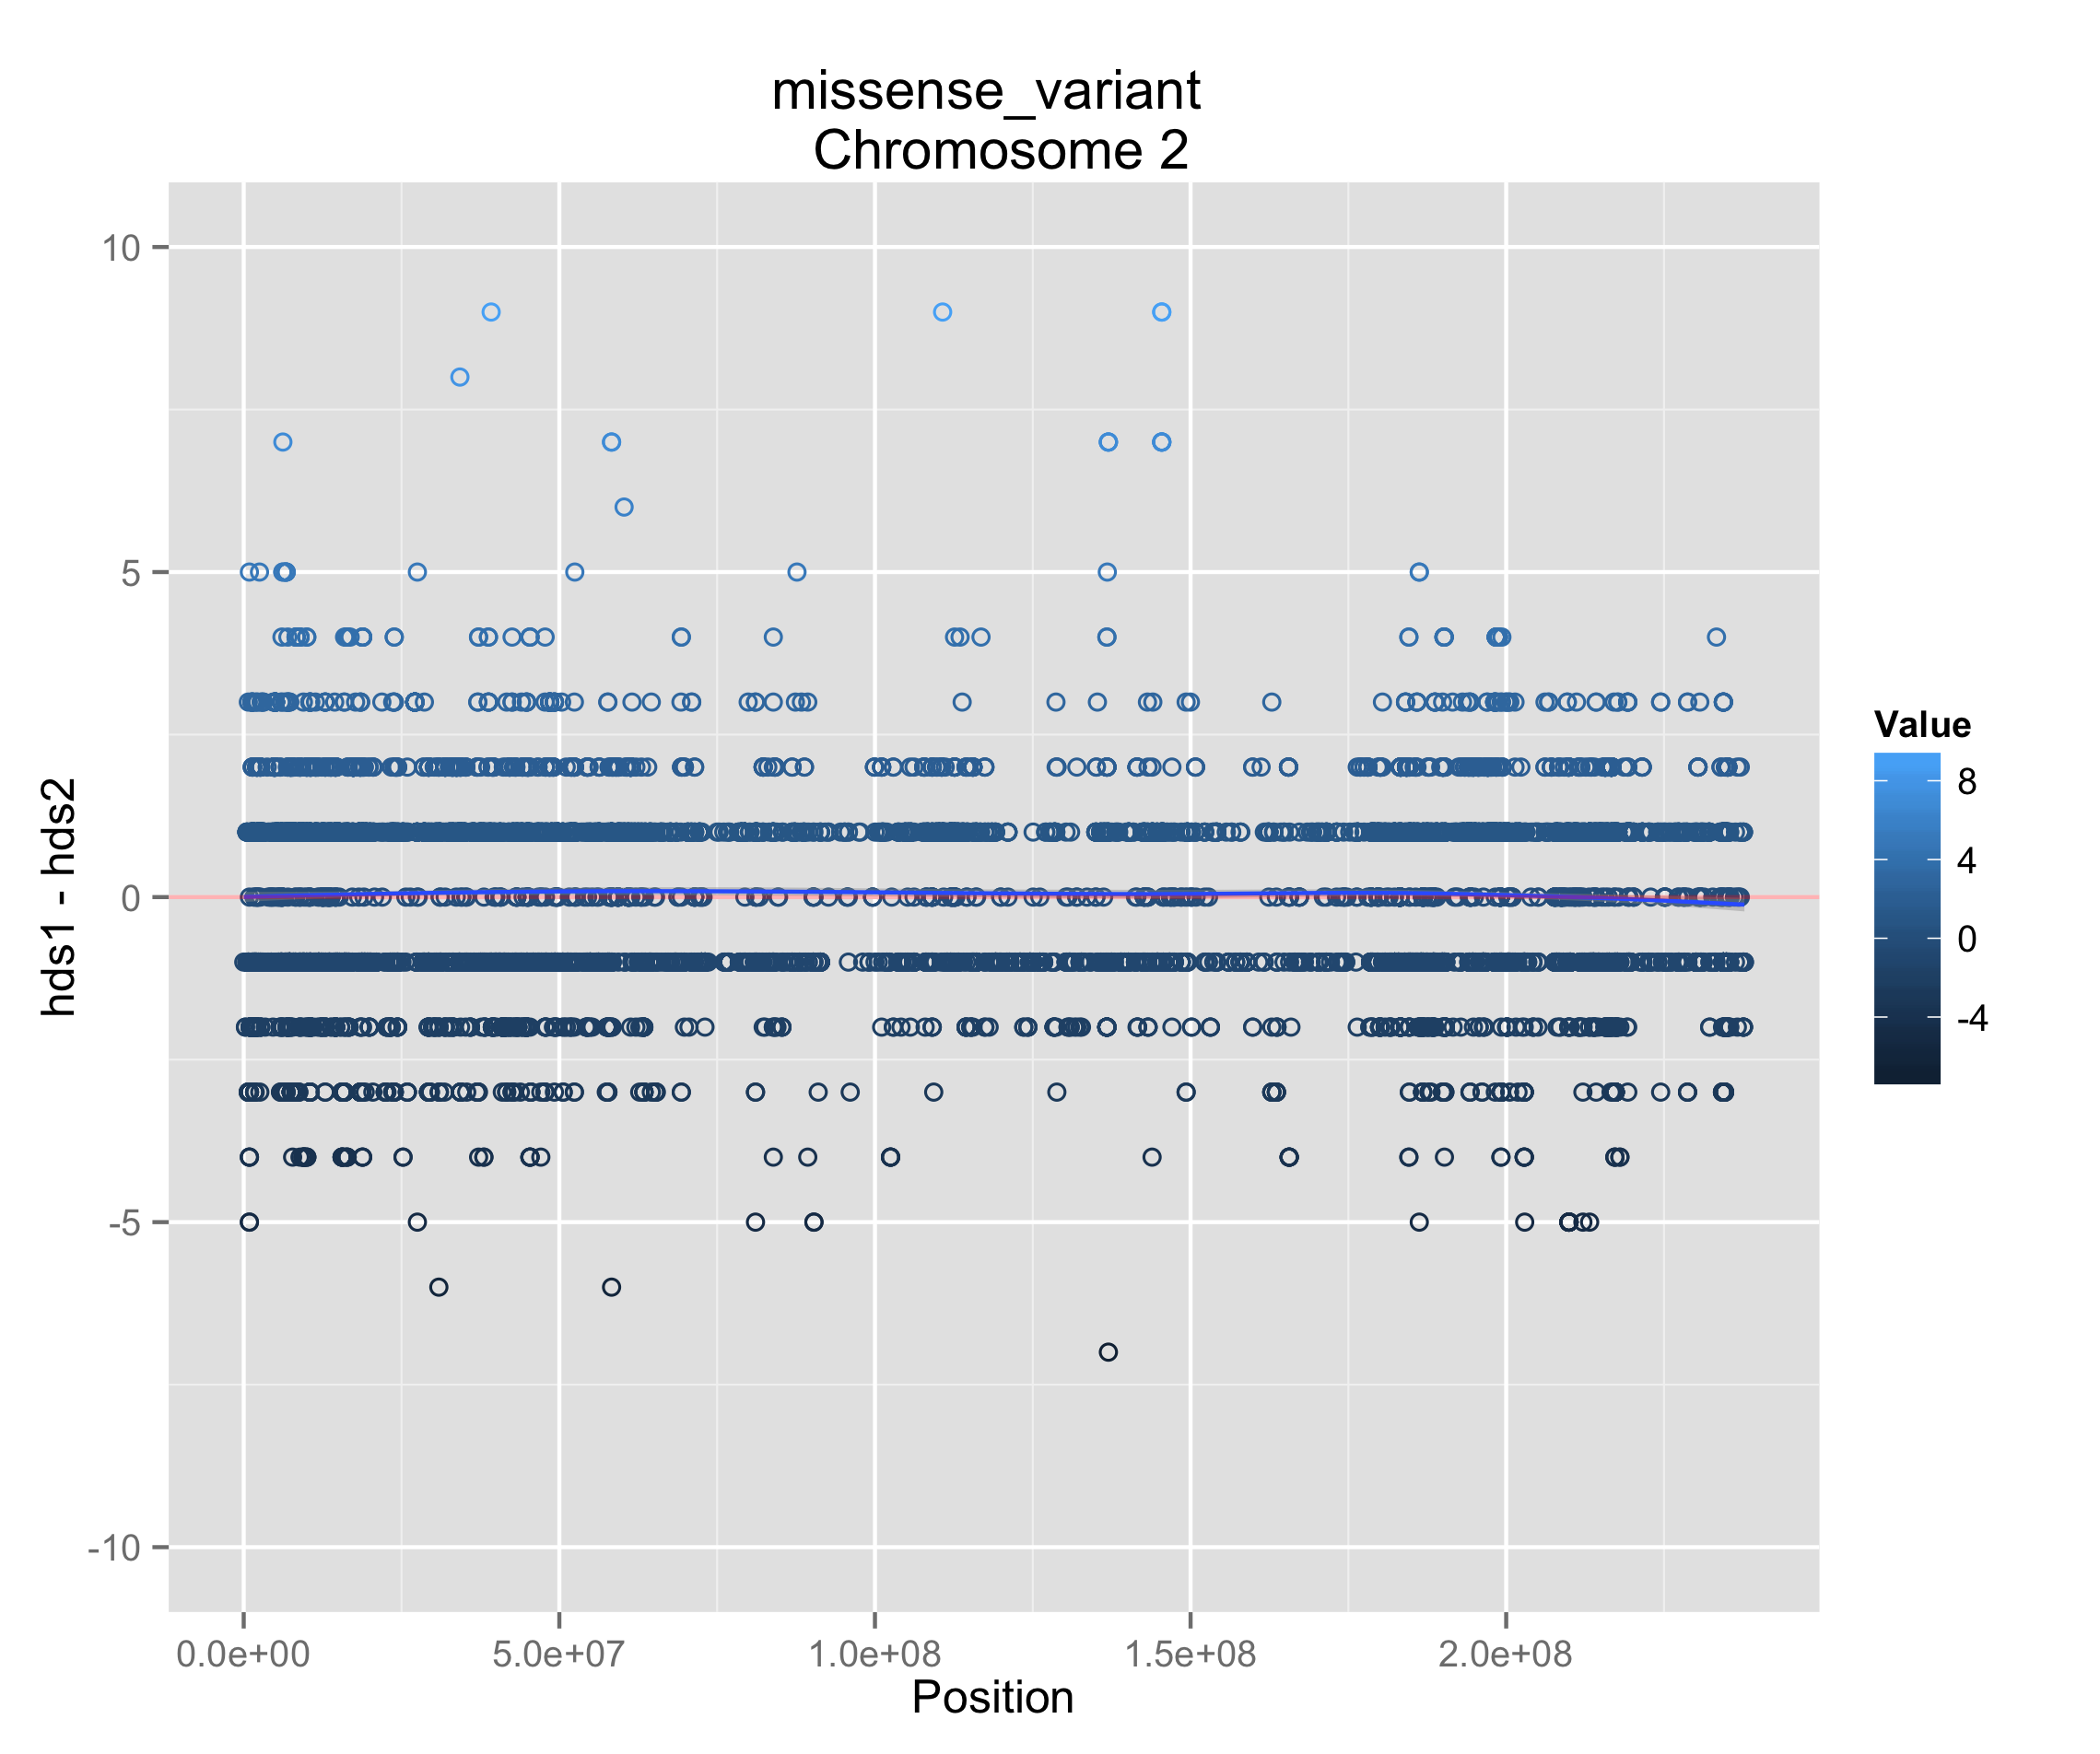 missense_variant
Chromosome 2
hds1 - hds2
10
5
0
-5
-10
0.0e+00
5.0e+07
1.0e+08
1.5e+08
2.0e+08
Position
Value
8
4
0
-4